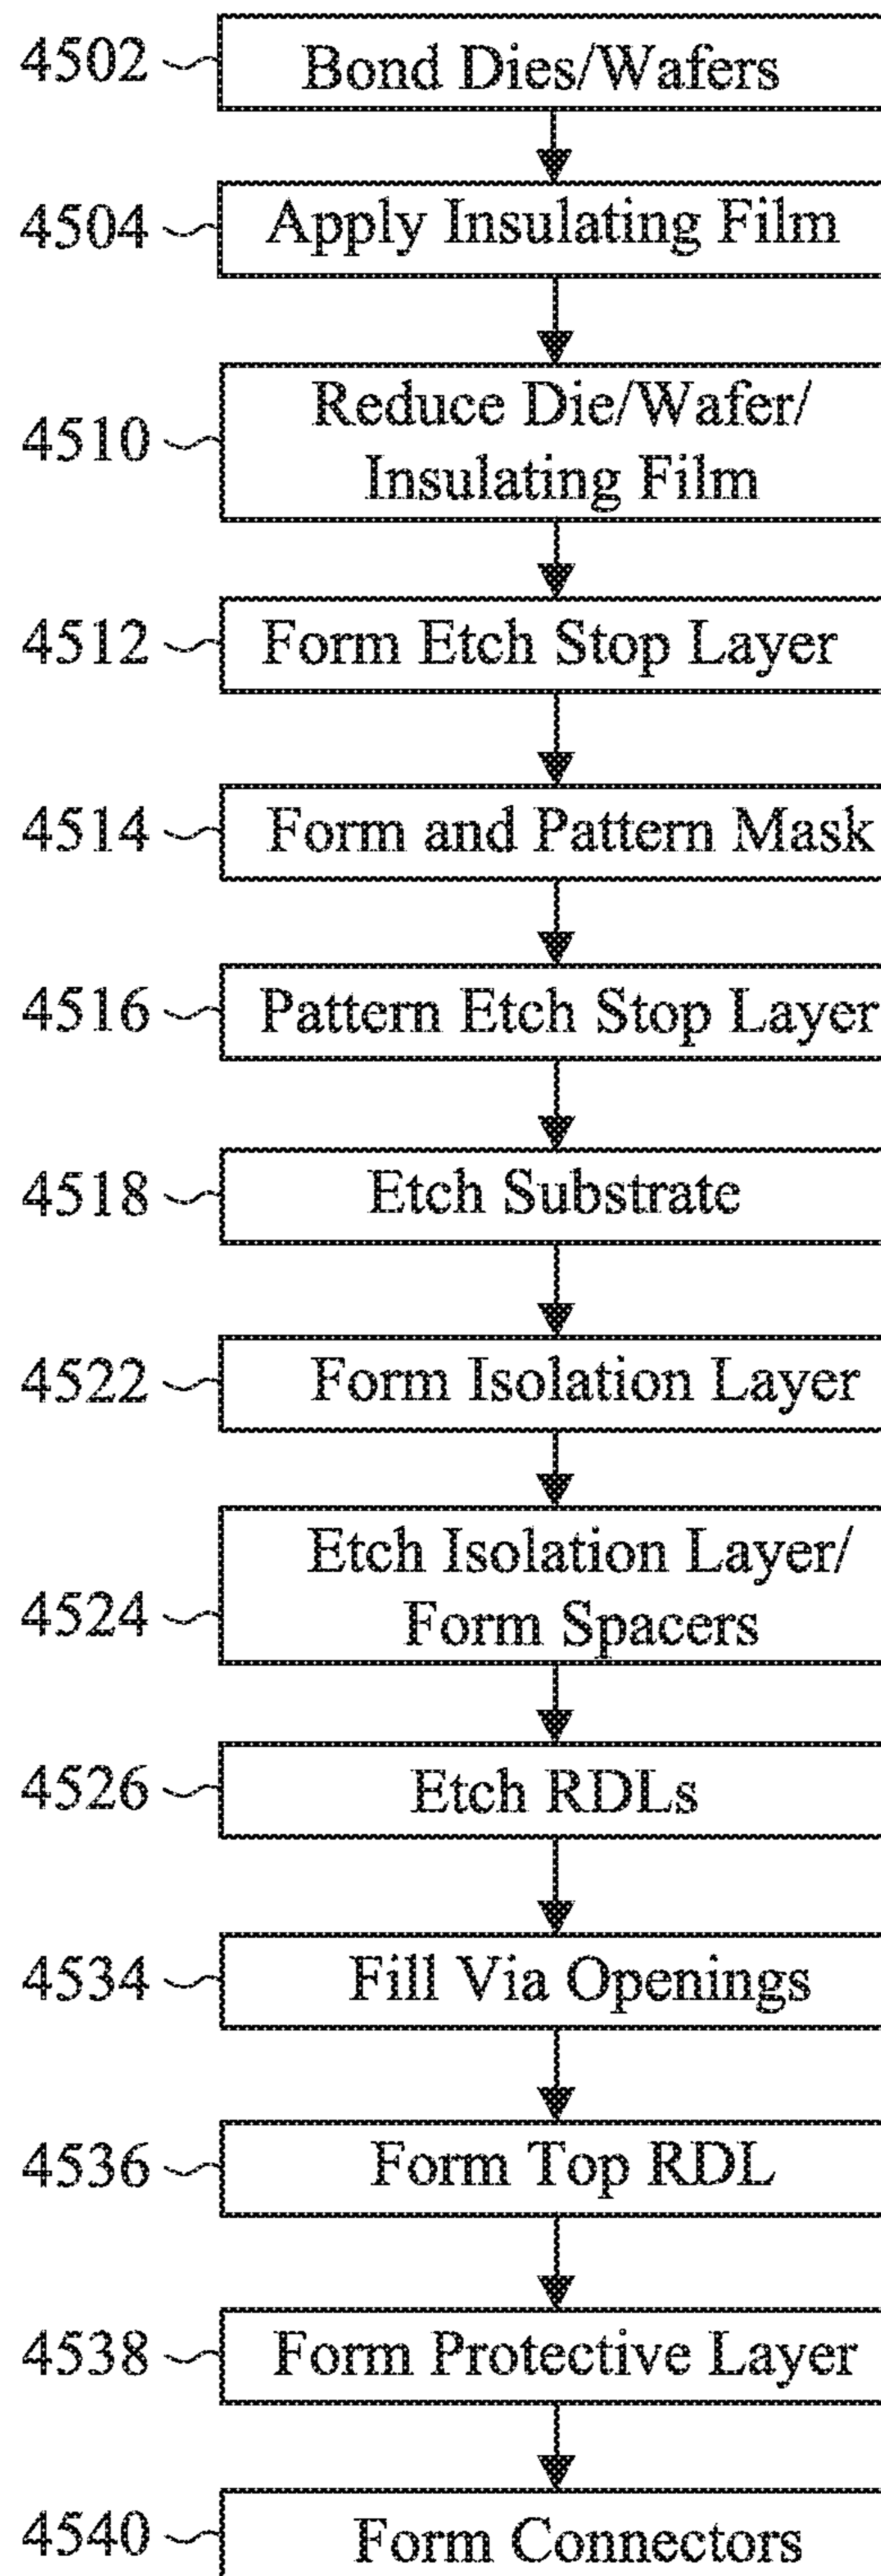 4502 Bond Dies/Wafers
4504 Apply Insulating Film
4510 Reduce Die/Wafer/
Insulating Film
4512 Form Etch Stop Layer
4514 Form and Pattern Mask
4516 Pattern Etch Stop Layer
4518 Etch Substrate
4522 Form Isolation Layer
Etch Isolation Layer/
4524 Form Spacers
4526 Etch RDLs
4534 Fill Via Openings
4536 Form Top RDL
4538 Form Protective Layer
4540 Form Connectors